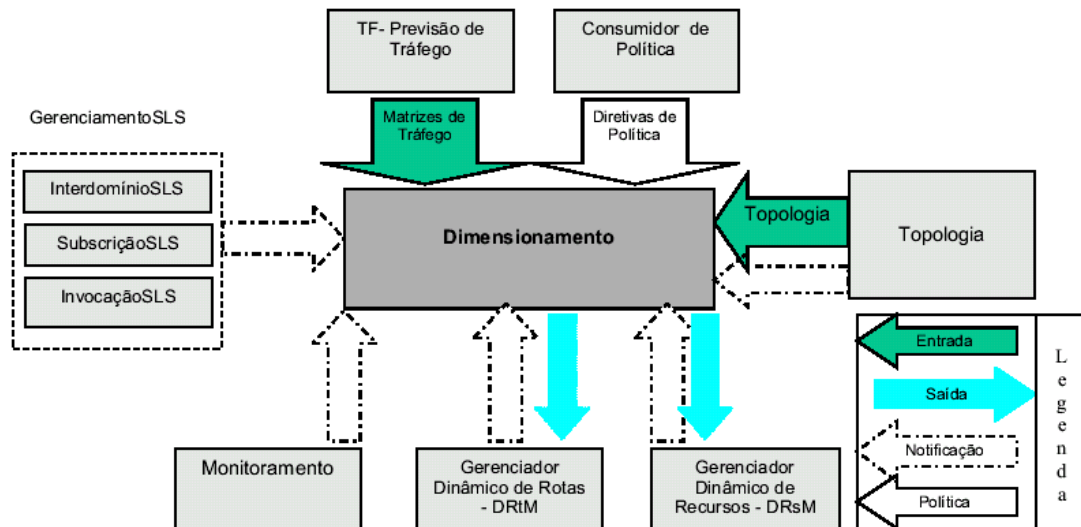 TF- Previsão de
Tráfego
Consumidor de
Política
GerenciamentoSLS
Matrizes de
Tráfego
Diretivas de
Política
InterdomínioSLS
SubscriçãoSLS
InvocaçãoSLS
Dimensionamento
Topologia
Topologia
Monitoramento
Gerenciador
Dinâmico de Rotas
- DRtM
Gerenciador
Dinâmico de
Recursos - DRsM
Entrada
Saída
Notificação
Política
Legenda